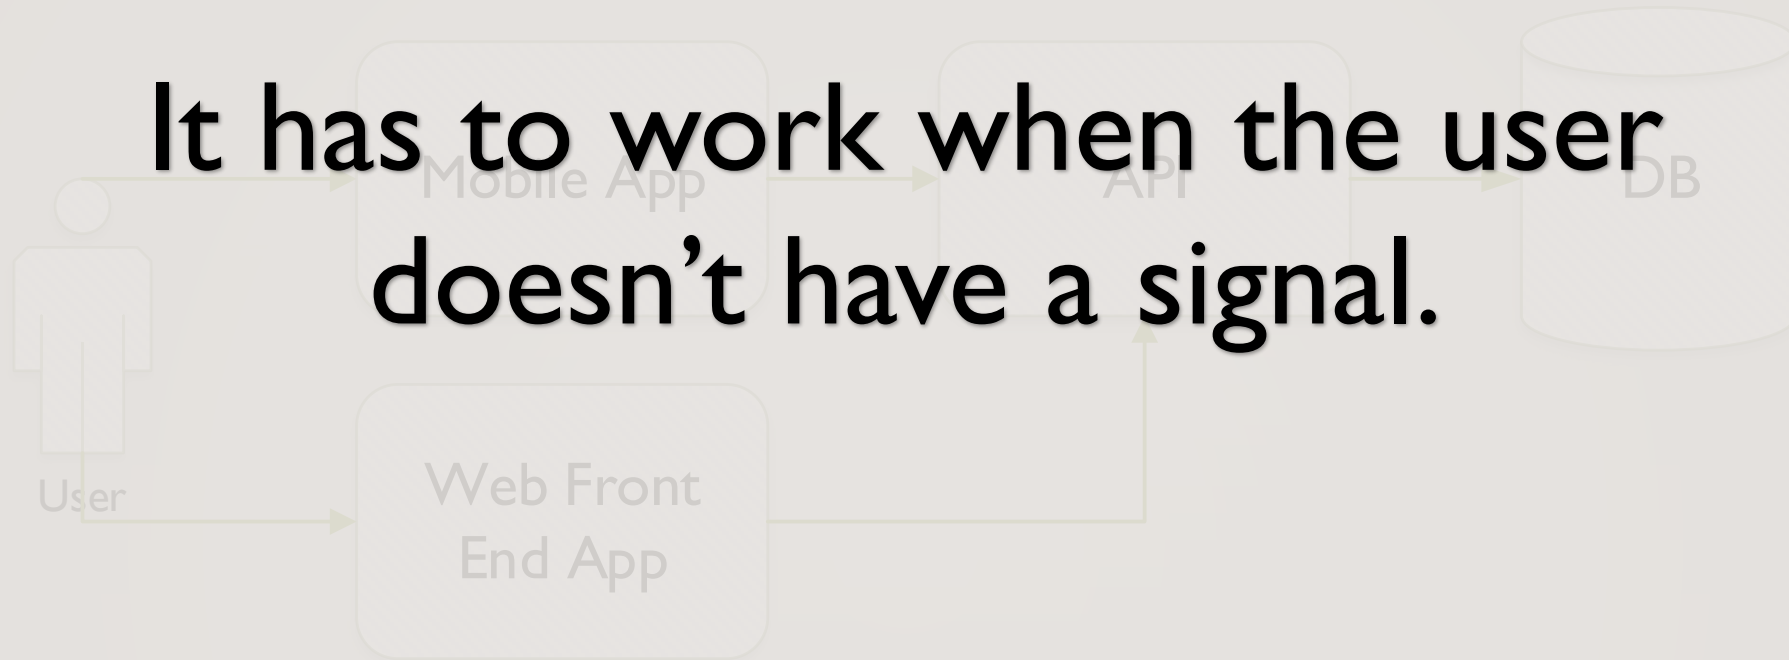 It has to work when the user
doesn’t have a signal.
Mobile App
API
DB
User
Web Front
End App